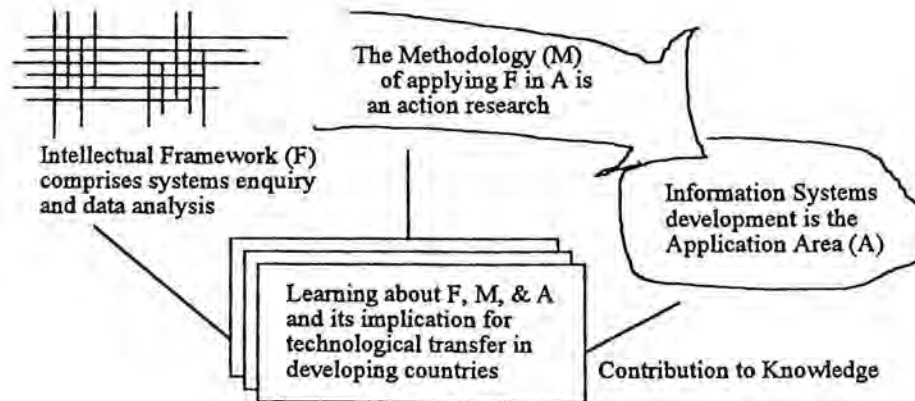 The Methodology (M)
of applying F in A is
an action research
Intellectual Framework (F)
comprises systems enquiry
and data analysis
Information Systems
development is the
Application Area (A)
Learning about F, M, & A
and its implication for
technological transfer in
developing countries
Contribution to Knowledge